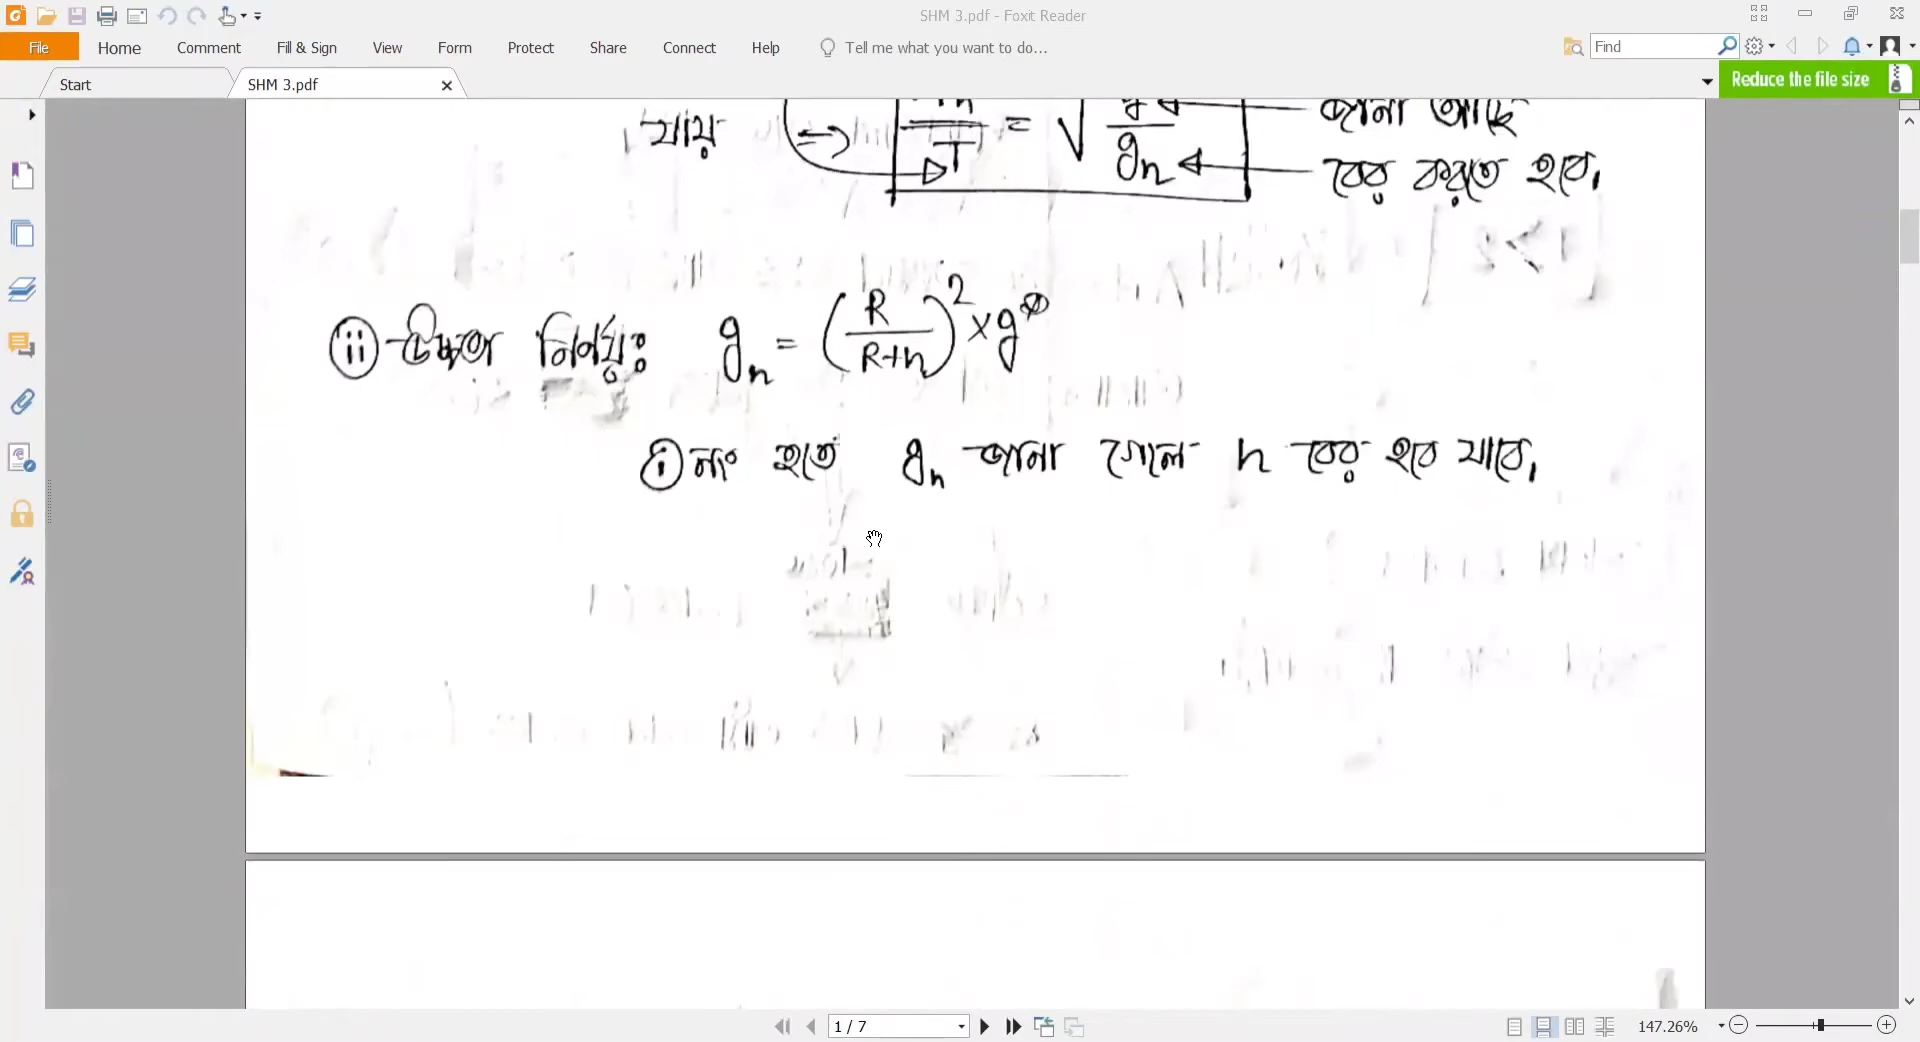 SHM 3.pdf - Foxit Reader
File Home Comment Fill & Sign View Form Protect Share Connect Help Tell me what you want to do... Find
Start SHM 3.pdf Reduce the file size
যায় ⇒ T = √ g/gₕ জানা আছে
বের করতে হবে।
ⓘⓘ উচ্চতা নির্ণয়ঃ gₕ = (R/(R+h))² × g
ⓘ নং হতে gₕ জানা গেলে h বের হবে যাবে।
1 / 7 147.26%